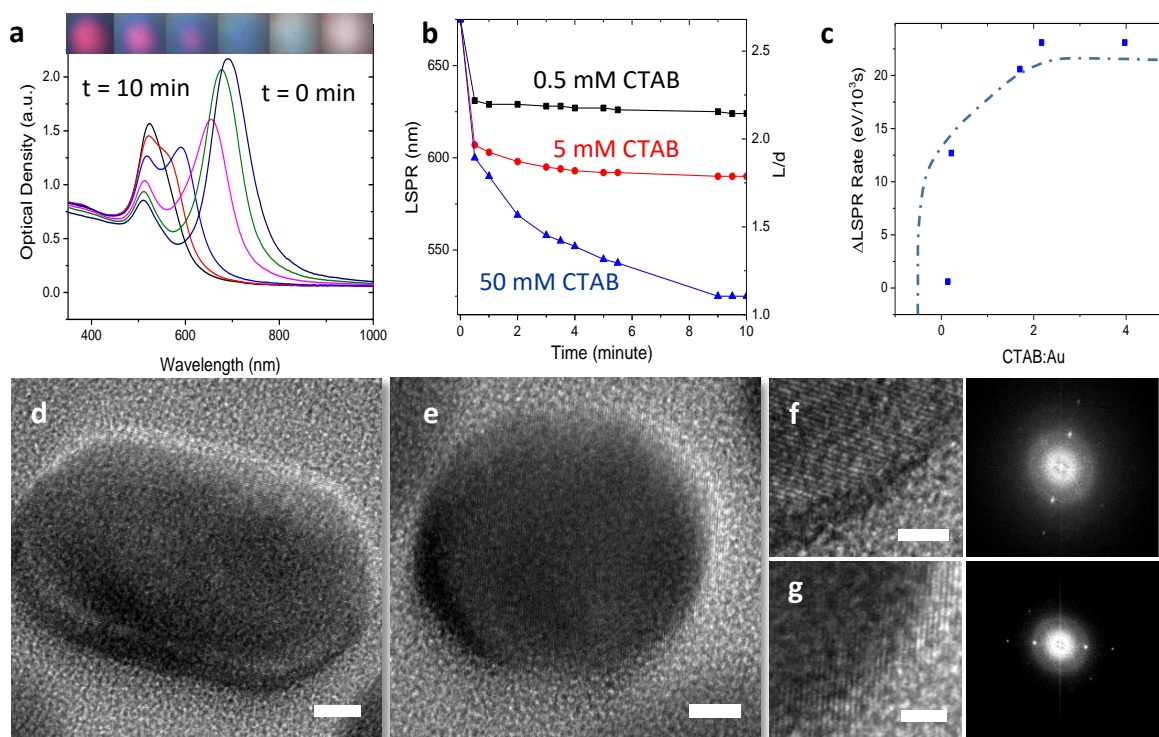 a
t = 10 min
t = 0 min
Optical Density (a.u.)
2.0
1.5
1.0
0.5
0.0
400
600
800
1000
Wavelength (nm)
b
0.5 mM CTAB
5 mM CTAB
50 mM CTAB
LSPR (nm)
650
600
550
L/d
2.5
2.0
1.5
1.0
0
2
4
6
8
10
Time (minute)
c
ΔLSPR Rate (eV/10³s)
20
15
10
5
0
0
2
4
CTAB:Au
d
e
f
g